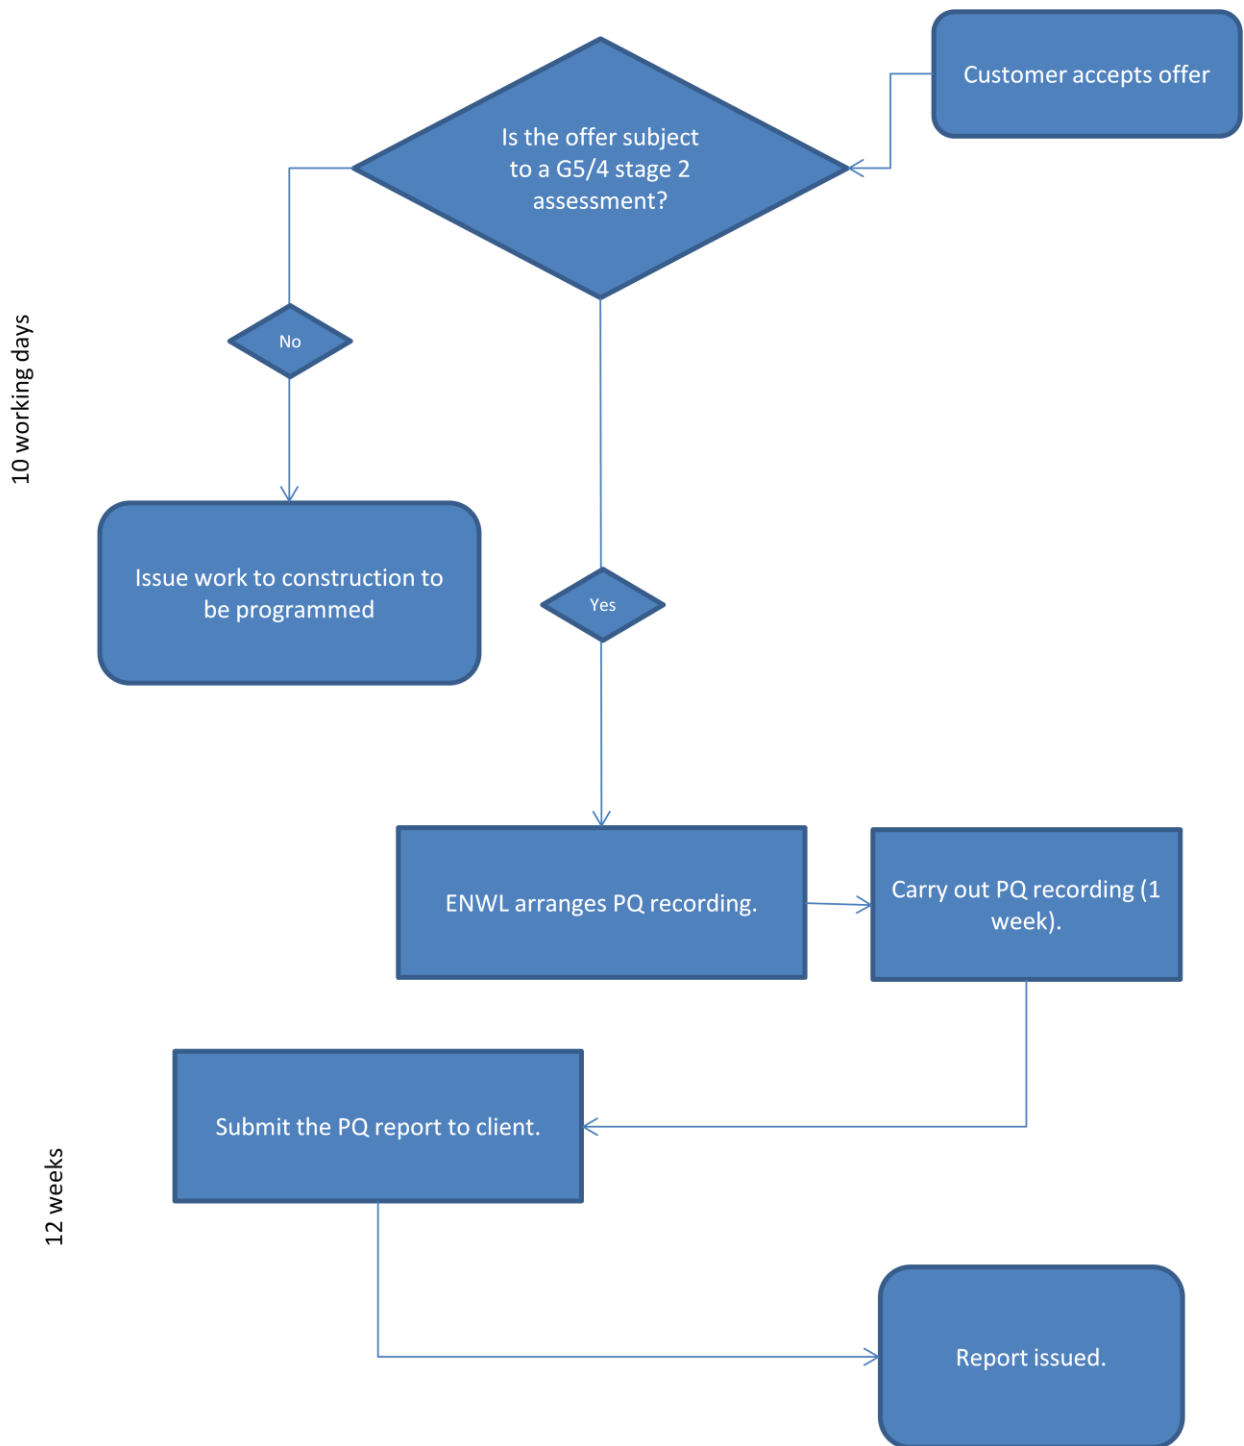 Customer accepts offer
Is the offer subject
to a G5/4 stage 2
assessment?
No
10 working days
Issue work to construction to
be programmed
Yes
ENWL arranges PQ recording.
Carry out PQ recording (1
week).
Submit the PQ report to client.
12 weeks
Report issued.